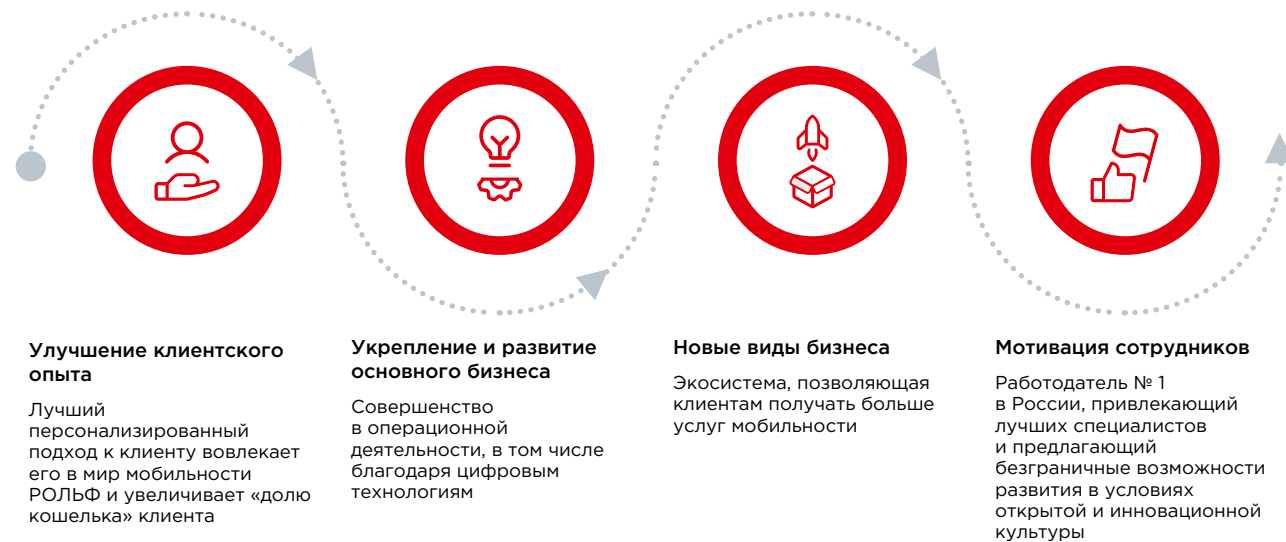 Улучшение клиентского
опыта
Лучший
персонализированный
подход к клиенту вовлекает
его в мир мобильности
РОЛЬФ и увеличивает «долю
кошелька» клиента
Укрепление и развитие
основного бизнеса
Совершенство
в операционной
деятельности, в том числе
благодаря цифровым
технологиям
Новые виды бизнеса
Экосистема, позволяющая
клиентам получать больше
услуг мобильности
Мотивация сотрудников
Работодатель № 1
в России, привлекающий
лучших специалистов
и предлагающий
безграничные возможности
развития в условиях
открытой и инновационной
культуры